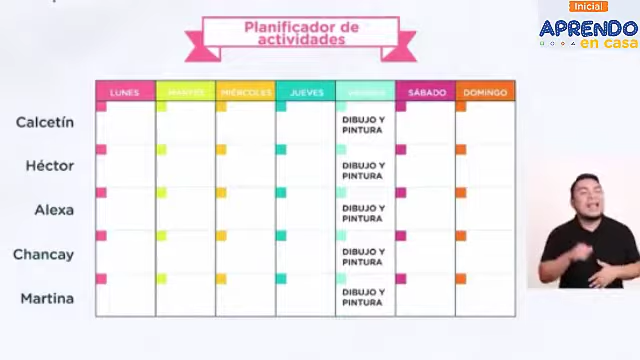 Inicial
APRENDO
en casa
Planificador de
actividades
LUNES MARTES MIÉRCOLES JUEVES VIERNES SÁBADO DOMINGO
Calcetín DIBUJO Y
PINTURA
Héctor DIBUJO Y
PINTURA
Alexa DIBUJO Y
PINTURA
Chancay DIBUJO Y
PINTURA
Martina DIBUJO Y
PINTURA